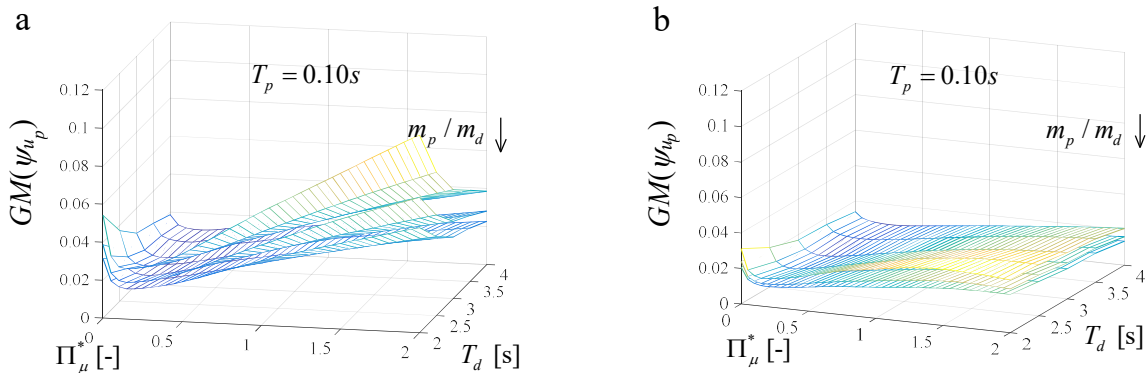 a
T_p = 0.10s
m_p / m_d ↓
GM(ψ_{u_p})
0.12
0.1
0.08
0.06
0.04
0.02
0
0
0.5
1
1.5
2
2
2.5
3
3.5
4
Π*_μ [-]
T_d [s]
b
T_p = 0.10s
m_p / m_d ↓
GM(ψ_{u_p})
0.12
0.1
0.08
0.06
0.04
0.02
0
0
0.5
1
1.5
2
2
2.5
3
3.5
4
Π*_μ [-]
T_d [s]